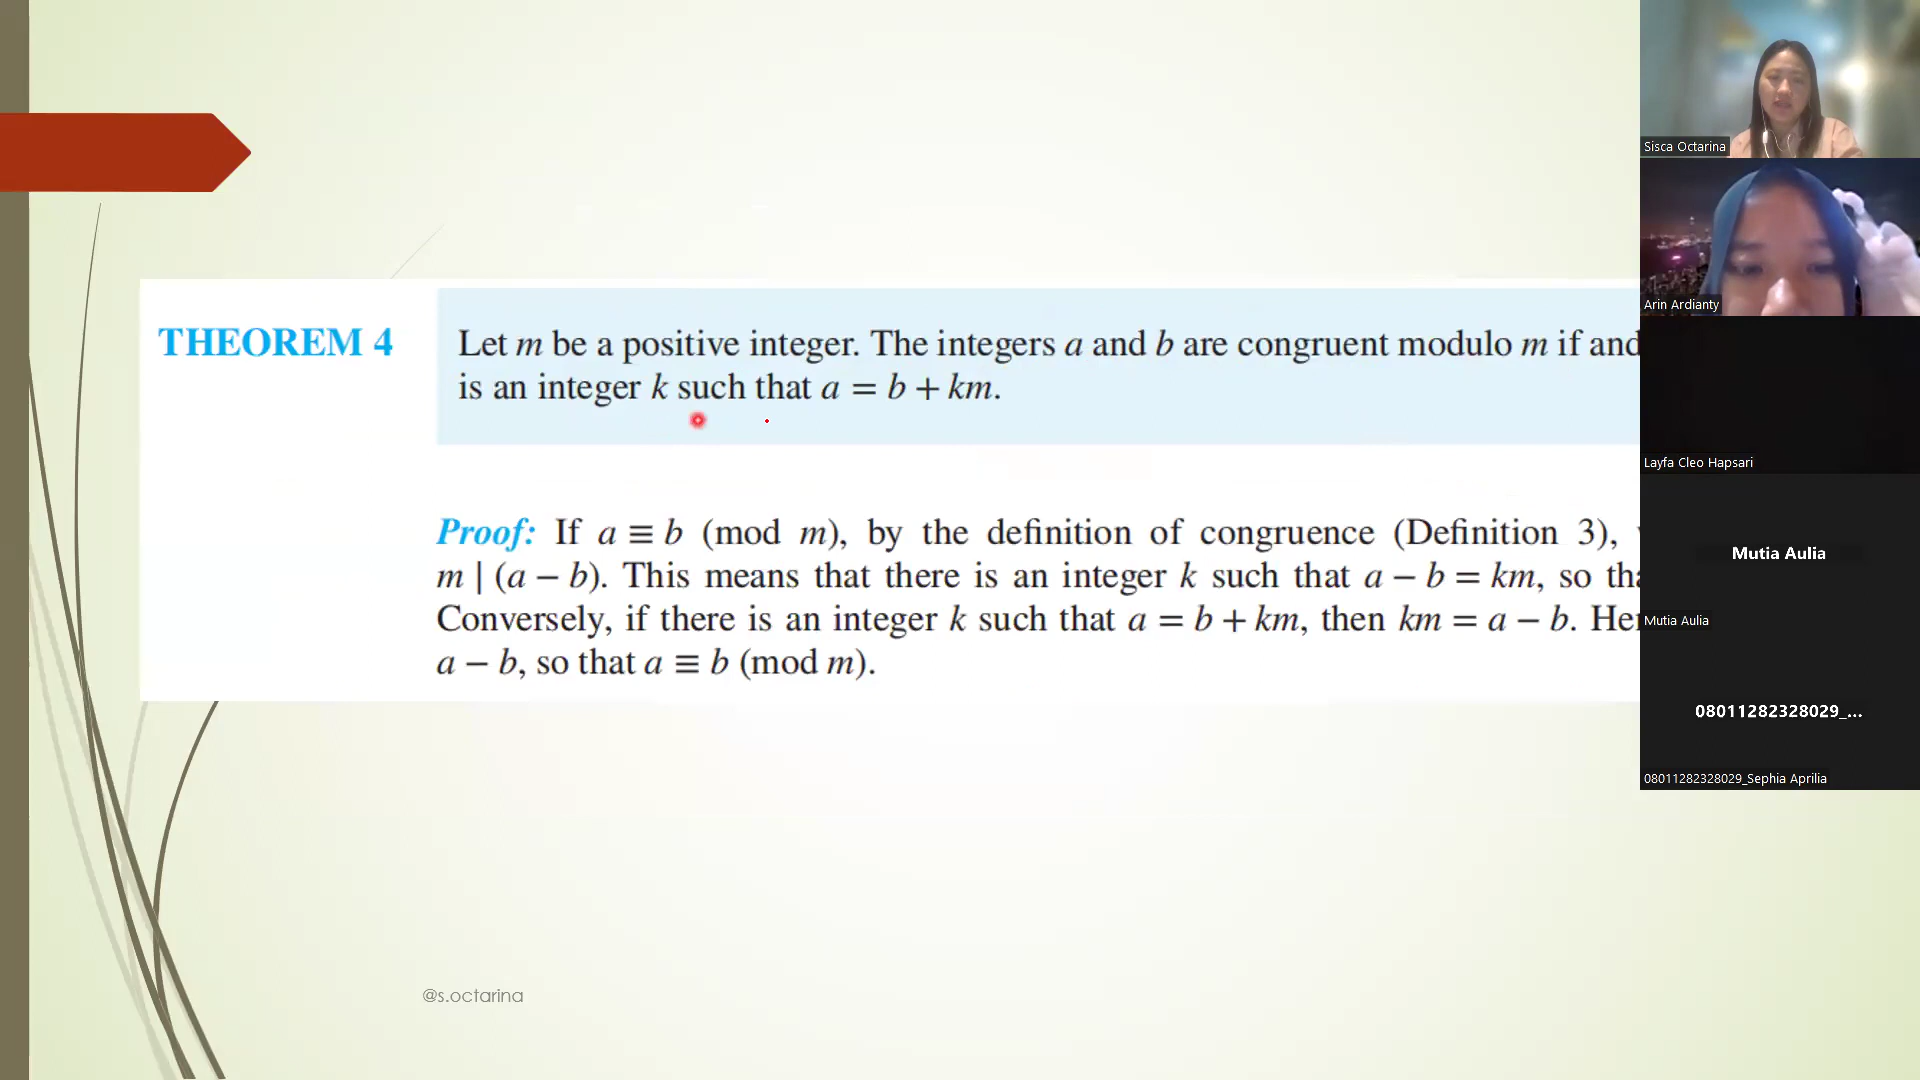 THEOREM 4
Let m be a positive integer. The integers a and b are congruent modulo m if and
is an integer k such that a = b + km.
Proof: If a ≡ b (mod m), by the definition of congruence (Definition 3),
m | (a − b). This means that there is an integer k such that a − b = km, so
Conversely, if there is an integer k such that a = b + km, then km = a − b.
a − b, so that a ≡ b (mod m).
@s.octarina
Sisca Octarina
Arin Ardianty
Layfa Cleo Hapsari
Mutia Aulia
Mutia Aulia
08011282328029_...
08011282328029_Sephia Aprilia